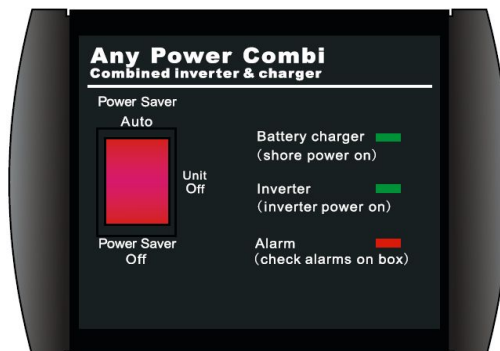 Any Power Combi
Combined inverter & charger
Power Saver
Auto
Unit
Off
Power Saver
Off
Battery charger
(shore power on)
Inverter
(inverter power on)
Alarm
(check alarms on box)